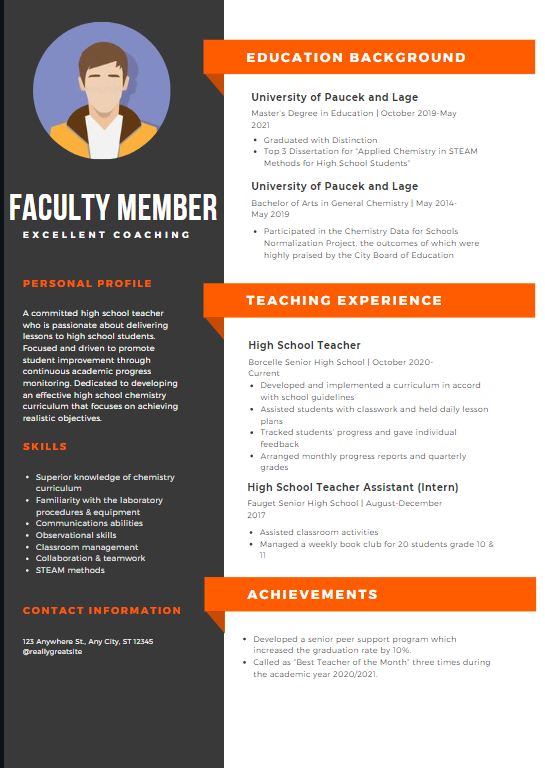 FACULTY MEMBER
EXCELLENT COACHING
PERSONAL PROFILE
A committed high school teacher
who is passionate about delivering
lessons to high school students.
Focused and driven to promote
student improvement through
continuous academic progress
monitoring. Dedicated to developing
an effective high school chemistry
curriculum that focuses on achieving
realistic objectives.
SKILLS
• Superior knowledge of chemistry
curriculum
• Familiarity with the laboratory
procedures & equipment
• Communications abilities
• Observational skills
• Classroom management
• Collaboration & teamwork
• STEAM methods
CONTACT INFORMATION
123 Anywhere St., Any City, ST 12345
@reallygreatsite
EDUCATION BACKGROUND
University of Paucek and Lage
Master's Degree in Education | October 2019-May
2021
• Graduated with Distinction
• Top 3 Dissertation for "Applied Chemistry in STEAM
Methods for High School Students"
University of Paucek and Lage
Bachelor of Arts in General Chemistry | May 2014-
May 2019
• Participated in the Chemistry Data for Schools
Normalization Project, the outcomes of which were
highly praised by the City Board of Education
TEACHING EXPERIENCE
High School Teacher
Borcelle Senior High School | October 2020-
Current
• Developed and implemented a curriculum in accord
with school guidelines
• Assisted students with classwork and held daily lesson
plans
• Tracked students' progress and gave individual
feedback
• Arranged monthly progress reports and quarterly
grades
High School Teacher Assistant (Intern)
Fauget Senior High School | August-December
2017
• Assisted classroom activities
• Managed a weekly book club for 20 students grade 10 &
11
ACHIEVEMENTS
• Developed a senior peer support program which
increased the graduation rate by 10%.
• Called as "Best Teacher of the Month" three times during
the academic year 2020/2021.